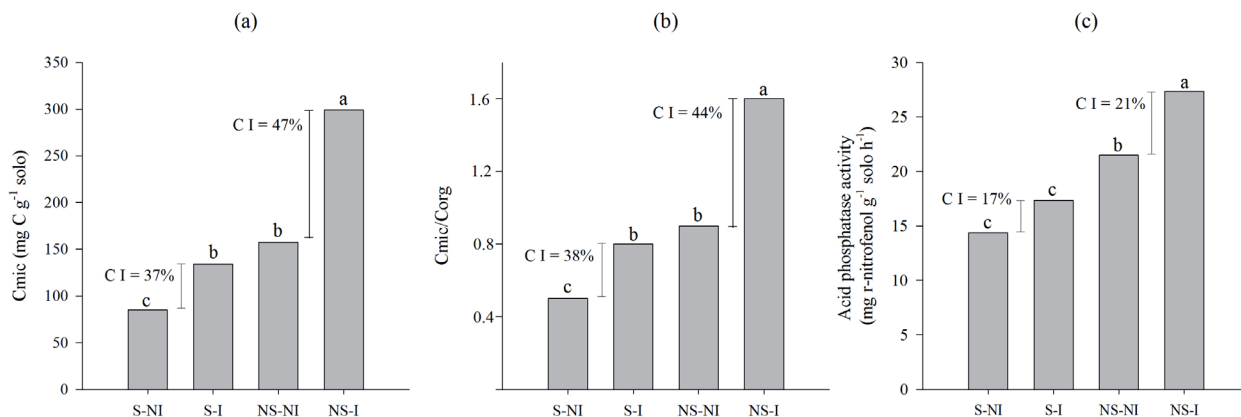 (a)
Cmic (mg C g⁻¹ solo)
350
300
250
200
150
100
50
0
c
b
b
a
C I = 37%
C I = 47%
S-NI S-I NS-NI NS-I
(b)
Cmic/Corg
1.6
1.2
0.8
0.4
c
b
b
a
C I = 38%
C I = 44%
S-NI S-I NS-NI NS-I
(c)
Acid phosphatase activity
(mg r-nitrofenol g⁻¹ solo h⁻¹)
30
25
20
15
10
5
0
c
c
b
a
C I = 17%
C I = 21%
S-NI S-I NS-NI NS-I